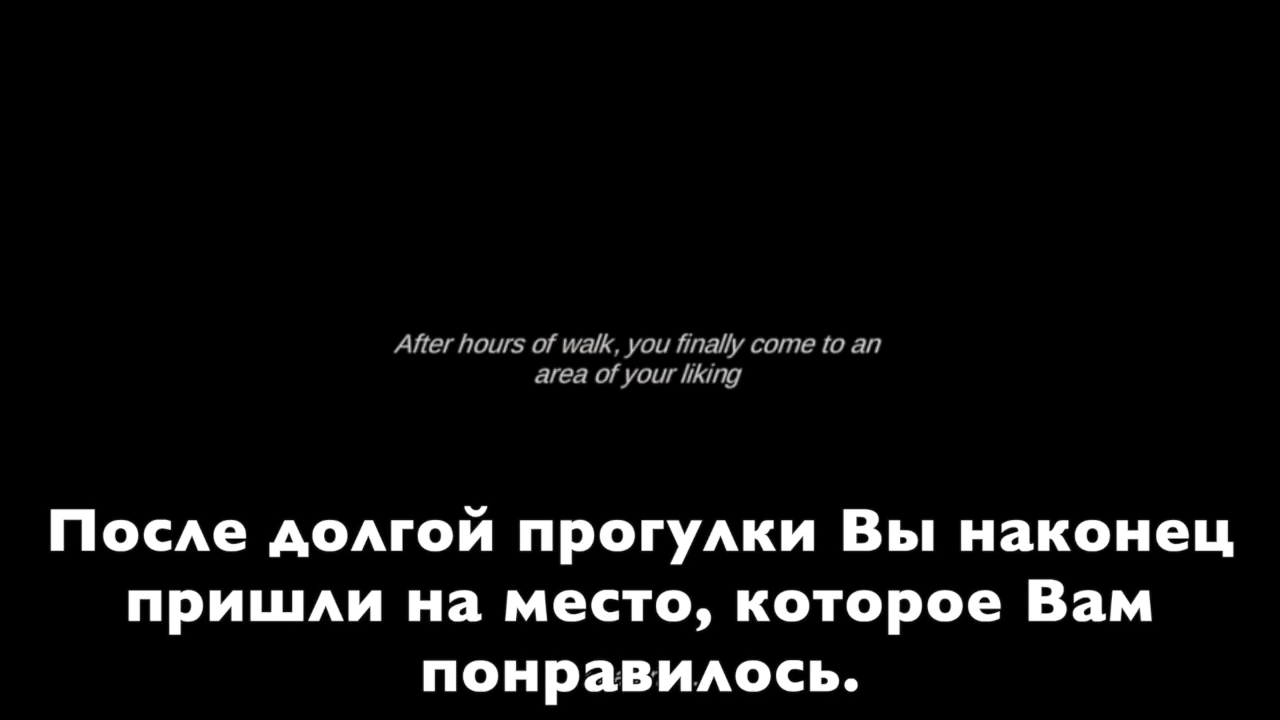 After hours of walk, you finally come to an
area of your liking
После долгой прогулки Вы наконец
пришли на место, которое Вам
понравилось.